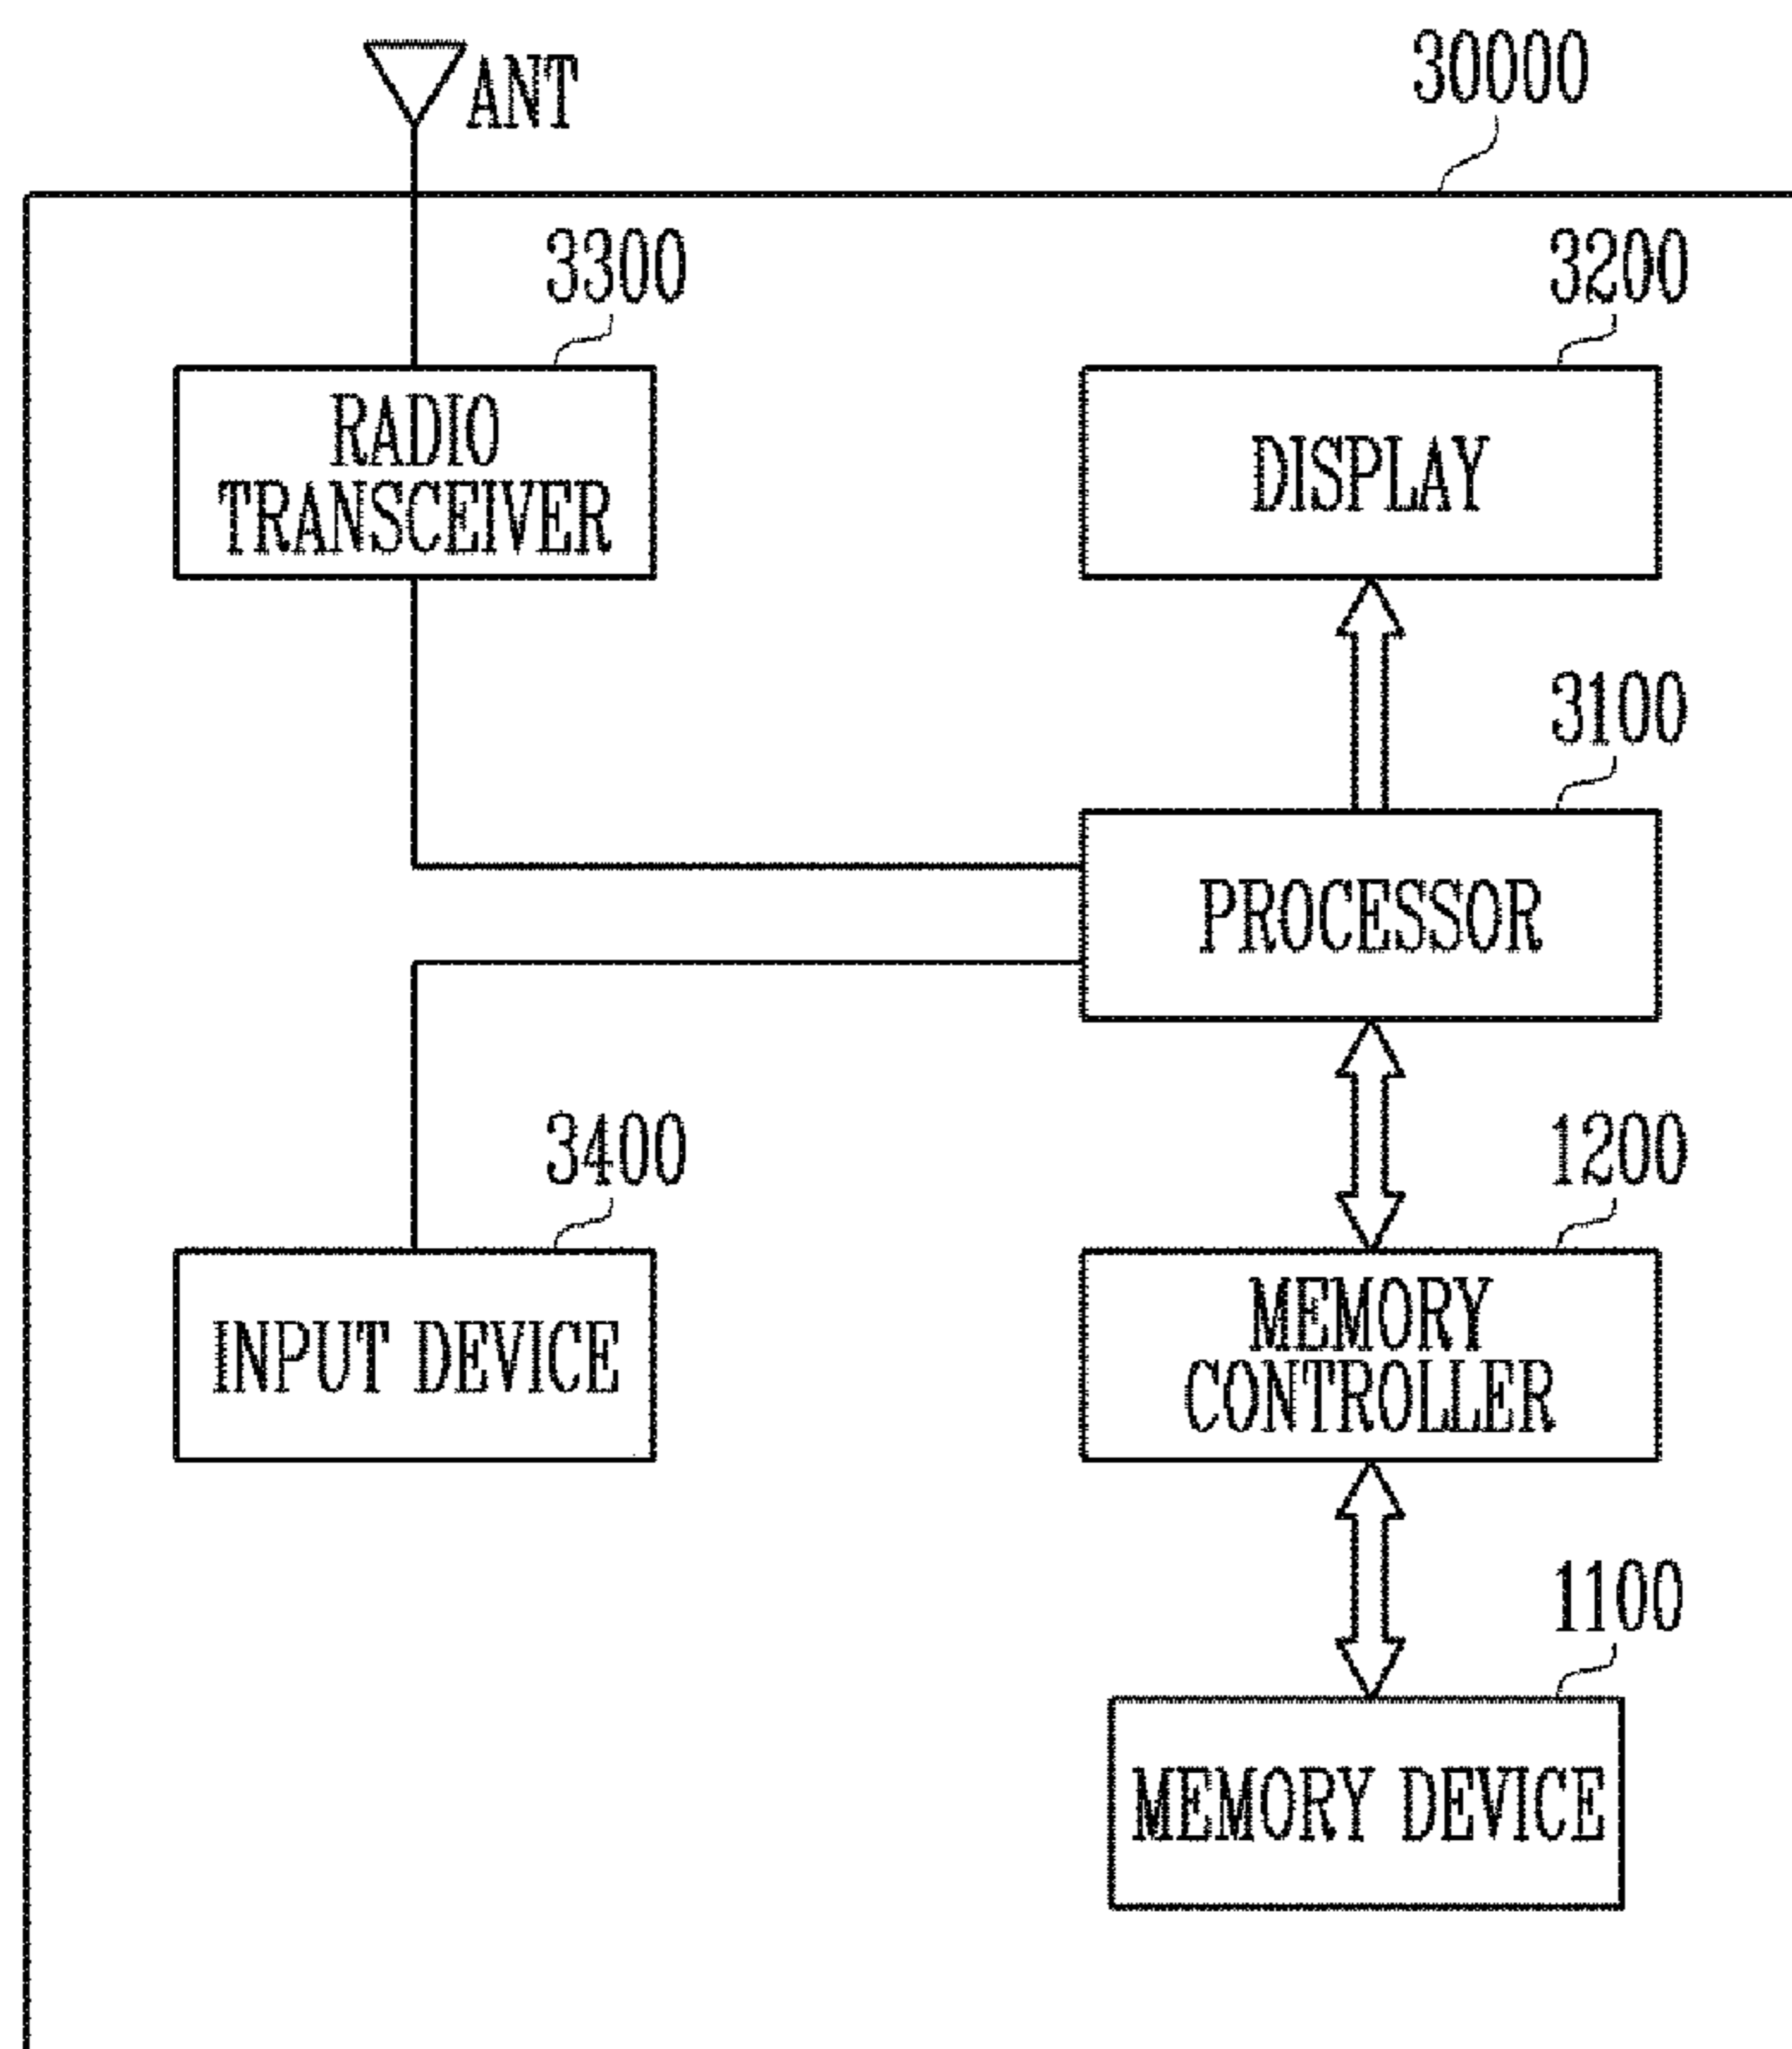 ANT
30000
3300
3200
RADIO
TRANSCEIVER
DISPLAY
3100
PROCESSOR
3400
1200
INPUT DEVICE
MEMORY
CONTROLLER
1100
MEMORY DEVICE